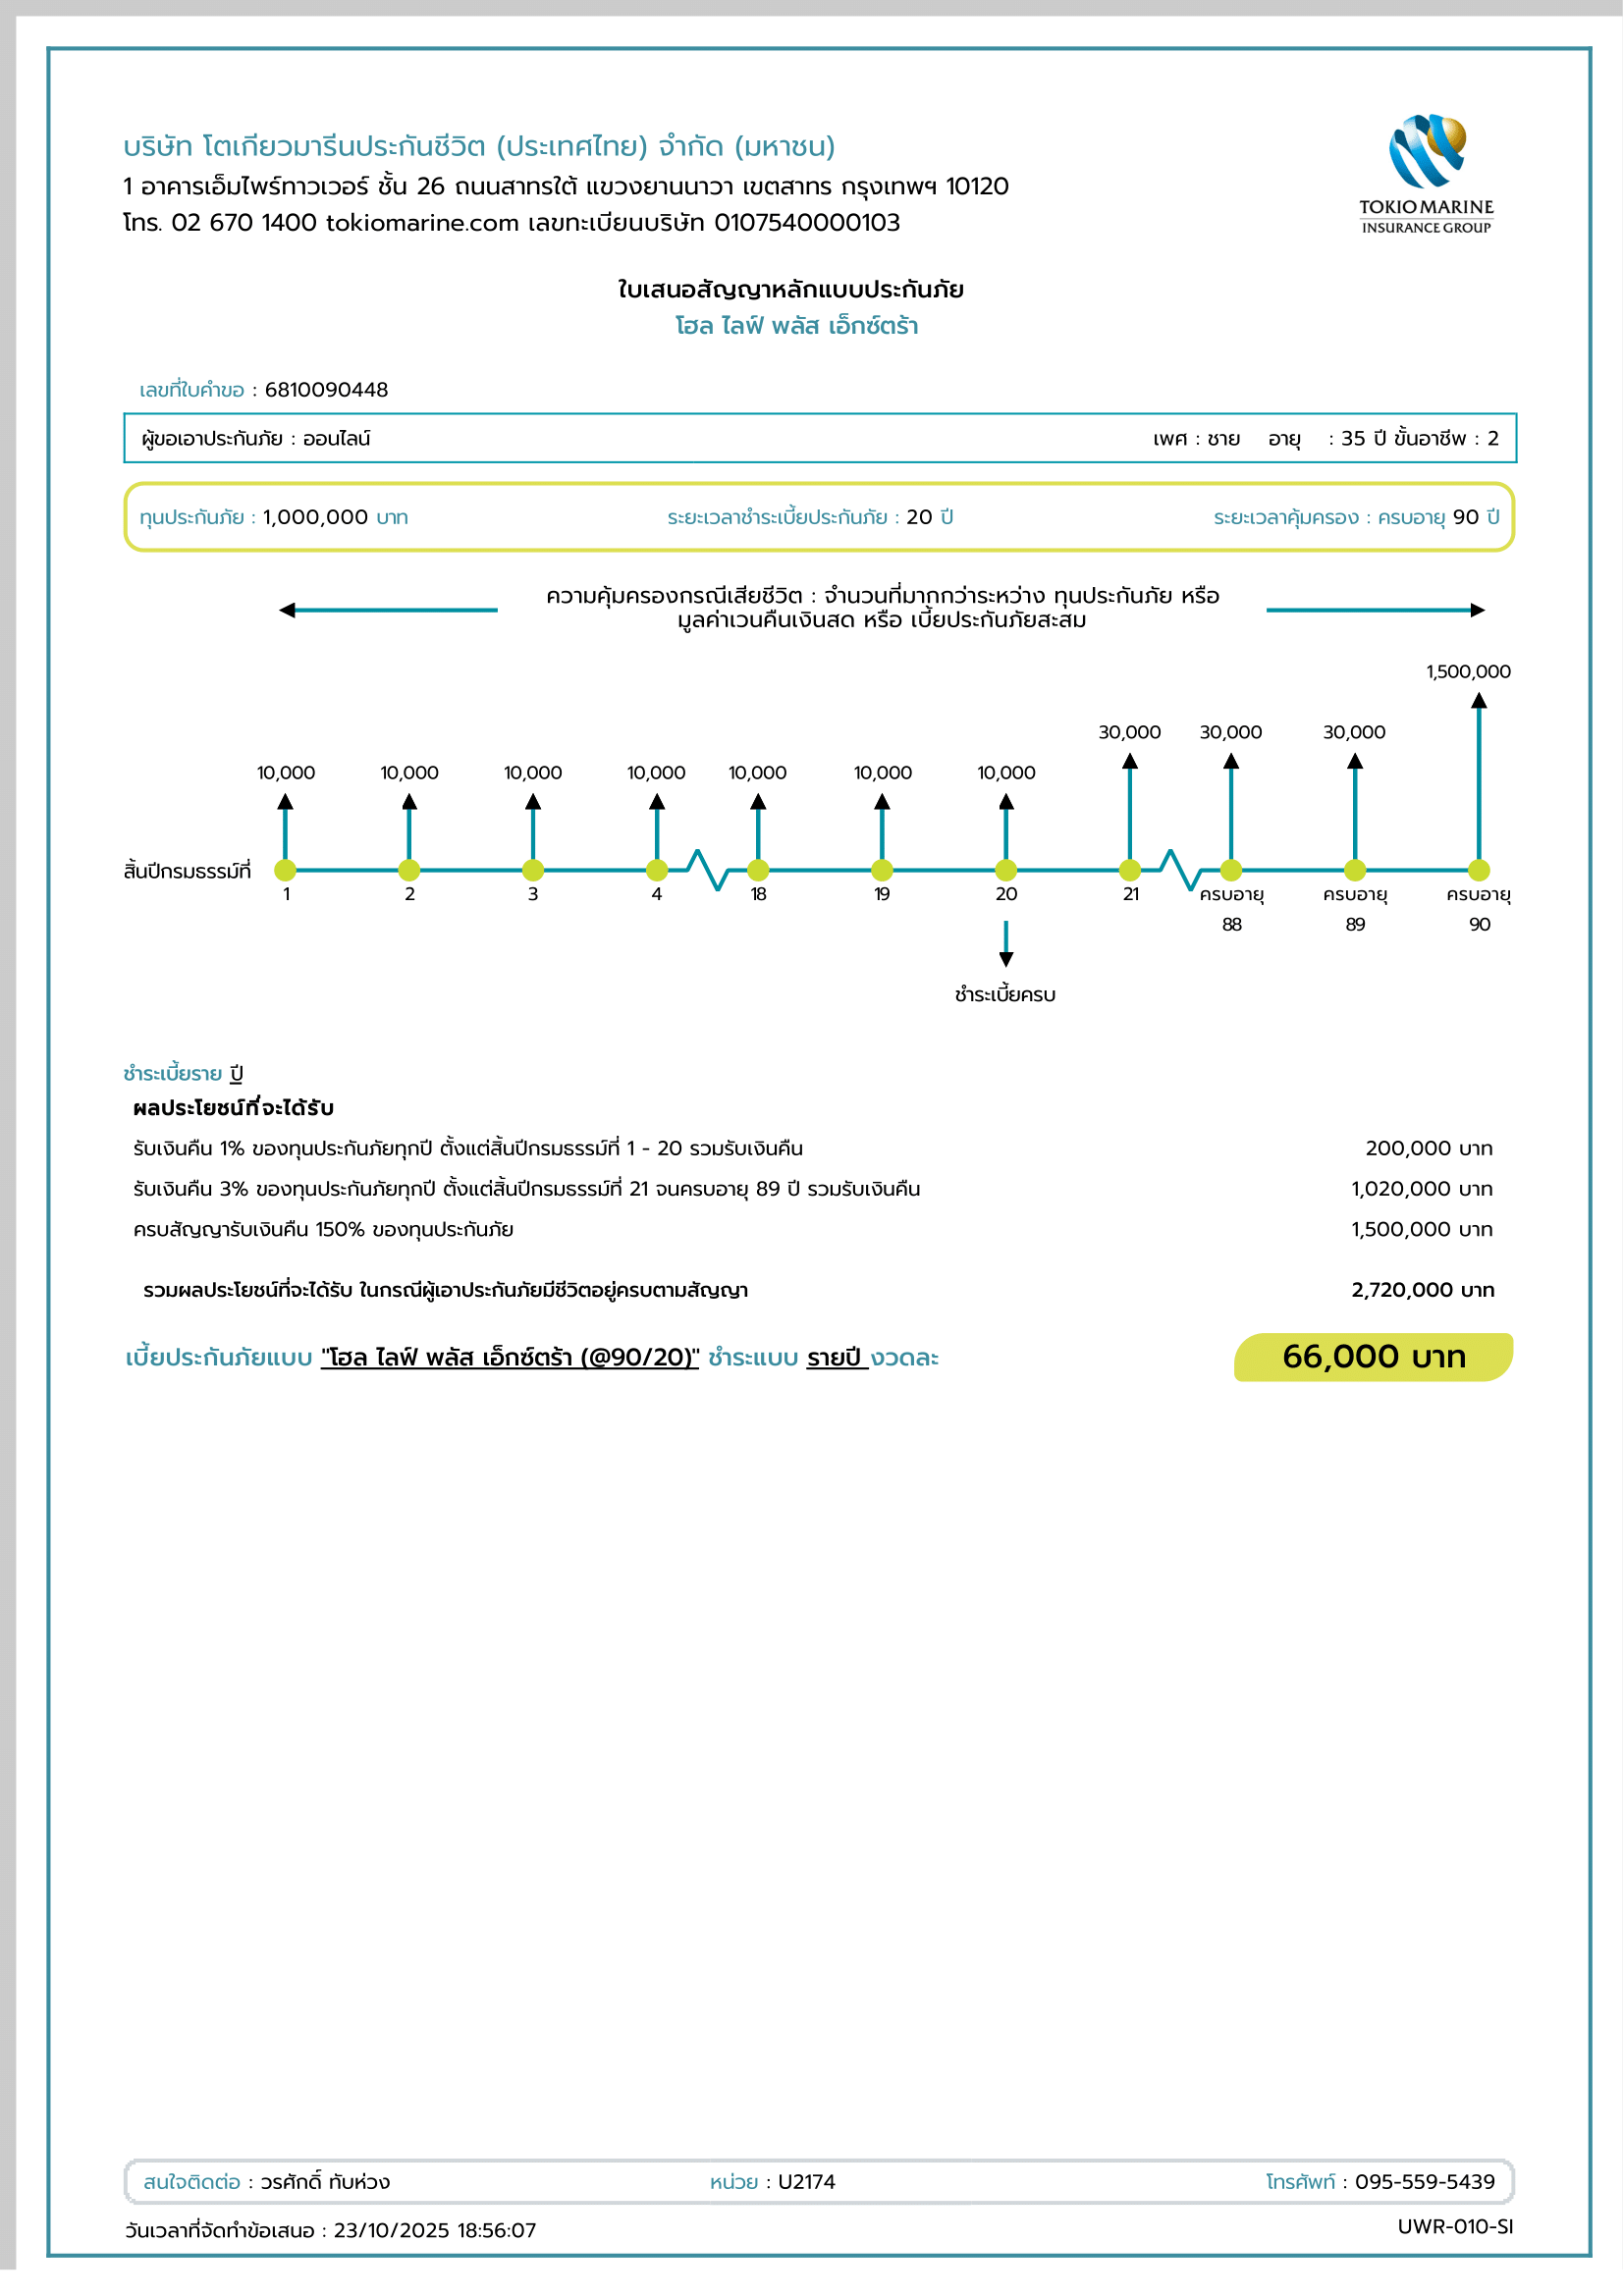 บริษัท โตเกียวมารีนประกันชีวิต (ประเทศไทย) จำกัด (มหาชน)
1 อาคารเอ็มไพร์ทาวเวอร์ ชั้น 26 ถนนสาทรใต้ แขวงยานนาวา เขตสาทร กรุงเทพฯ 10120
โทร. 02 670 1400 tokiomarine.com เลขทะเบียนบริษัท 0107540000103
TOKIO MARINE
INSURANCE GROUP
ใบเสนอสัญญาหลักแบบประกันภัย
โฮล ไลฟ์ พลัส เอ็กซ์ตร้า
เลขที่ใบคำขอ : 6810090448
ผู้ขอเอาประกันภัย : ออนไลน์ เพศ : ชาย อายุ : 35 ปี ขั้นอาชีพ : 2
ทุนประกันภัย : 1,000,000 บาท ระยะเวลาชำระเบี้ยประกันภัย : 20 ปี ระยะเวลาคุ้มครอง : ครบอายุ 90 ปี
ความคุ้มครองกรณีเสียชีวิต : จำนวนที่มากกว่าระหว่าง ทุนประกันภัย หรือ
มูลค่าเวนคืนเงินสด หรือ เบี้ยประกันภัยสะสม
1,500,000
30,000 30,000 30,000
10,000 10,000 10,000 10,000 10,000 10,000 10,000
สิ้นปีกรมธรรม์ที่
1 2 3 4 18 19 20 21 ครบอายุ ครบอายุ ครบอายุ
88 89 90
ชำระเบี้ยครบ
ชำระเบี้ยราย ปี
ผลประโยชน์ที่จะได้รับ
รับเงินคืน 1% ของทุนประกันภัยทุกปี ตั้งแต่สิ้นปีกรมธรรม์ที่ 1 - 20 รวมรับเงินคืน 200,000 บาท
รับเงินคืน 3% ของทุนประกันภัยทุกปี ตั้งแต่สิ้นปีกรมธรรม์ที่ 21 จนครบอายุ 89 ปี รวมรับเงินคืน 1,020,000 บาท
ครบสัญญารับเงินคืน 150% ของทุนประกันภัย 1,500,000 บาท
รวมผลประโยชน์ที่จะได้รับ ในกรณีผู้เอาประกันภัยมีชีวิตอยู่ครบตามสัญญา 2,720,000 บาท
เบี้ยประกันภัยแบบ "โฮล ไลฟ์ พลัส เอ็กซ์ตร้า (@90/20)" ชำระแบบ รายปี งวดละ 66,000 บาท
สนใจติดต่อ : วรศักดิ์ ทับห่วง หน่วย : U2174 โทรศัพท์ : 095-559-5439
วันเวลาที่จัดทำข้อเสนอ : 23/10/2025 18:56:07 UWR-010-SI